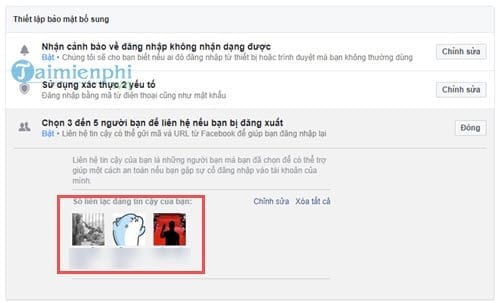 Thiết lập bảo mật bổ sung
Nhận cảnh báo về đăng nhập không nhận dạng được
Bật • Chúng tôi sẽ cho bạn biết nếu ai đó đăng nhập từ thiết bị hoặc trình duyệt mà bạn không thường dùng
Chỉnh sửa
Taimienphi
Sử dụng xác thực 2 yếu tố
Đăng nhập bằng mã từ điện thoại cũng như mật khẩu
Chỉnh sửa
Chọn 3 đến 5 người bạn để liên hệ nếu bạn bị đăng xuất
Bật • Liên hệ tin cậy có thể gửi mã và URL từ Facebook để giúp bạn đăng nhập lại
Đóng
Liên hệ tin cậy của bạn là những người bạn mà bạn đã chọn để có thể trợ
giúp một cách an toàn nếu bạn gặp sự cố đăng nhập vào tài khoản của
mình.
Số liên lạc đáng tin cậy của bạn:
Chỉnh sửa Xóa tất cả